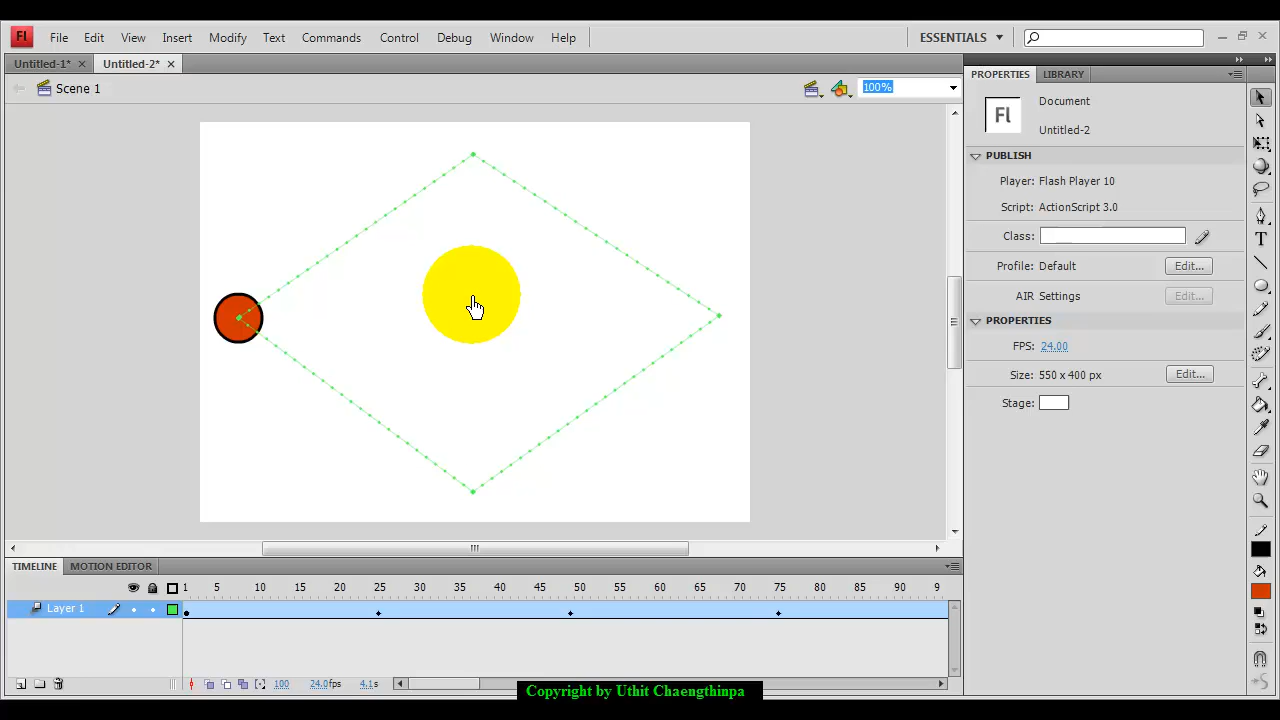 Fl File Edit View Insert Modify Text Commands Control Debug Window Help ESSENTIALS
Untitled-1* Untitled-2*
Scene 1
100%
PROPERTIES LIBRARY
Fl
Document
Untitled-2
PUBLISH
Player: Flash Player 10
Script: ActionScript 3.0
Class:
Profile: Default Edit...
AIR Settings Edit...
PROPERTIES
FPS: 24.00
Size: 550 x 400 px Edit...
Stage:
TIMELINE MOTION EDITOR
1 5 10 15 20 25 30 35 40 45 50 55 60 65 70 75 80 85 90 9
Layer 1
100 24.0fps 4.1s
Copyright by Uthit Chaengthinpa